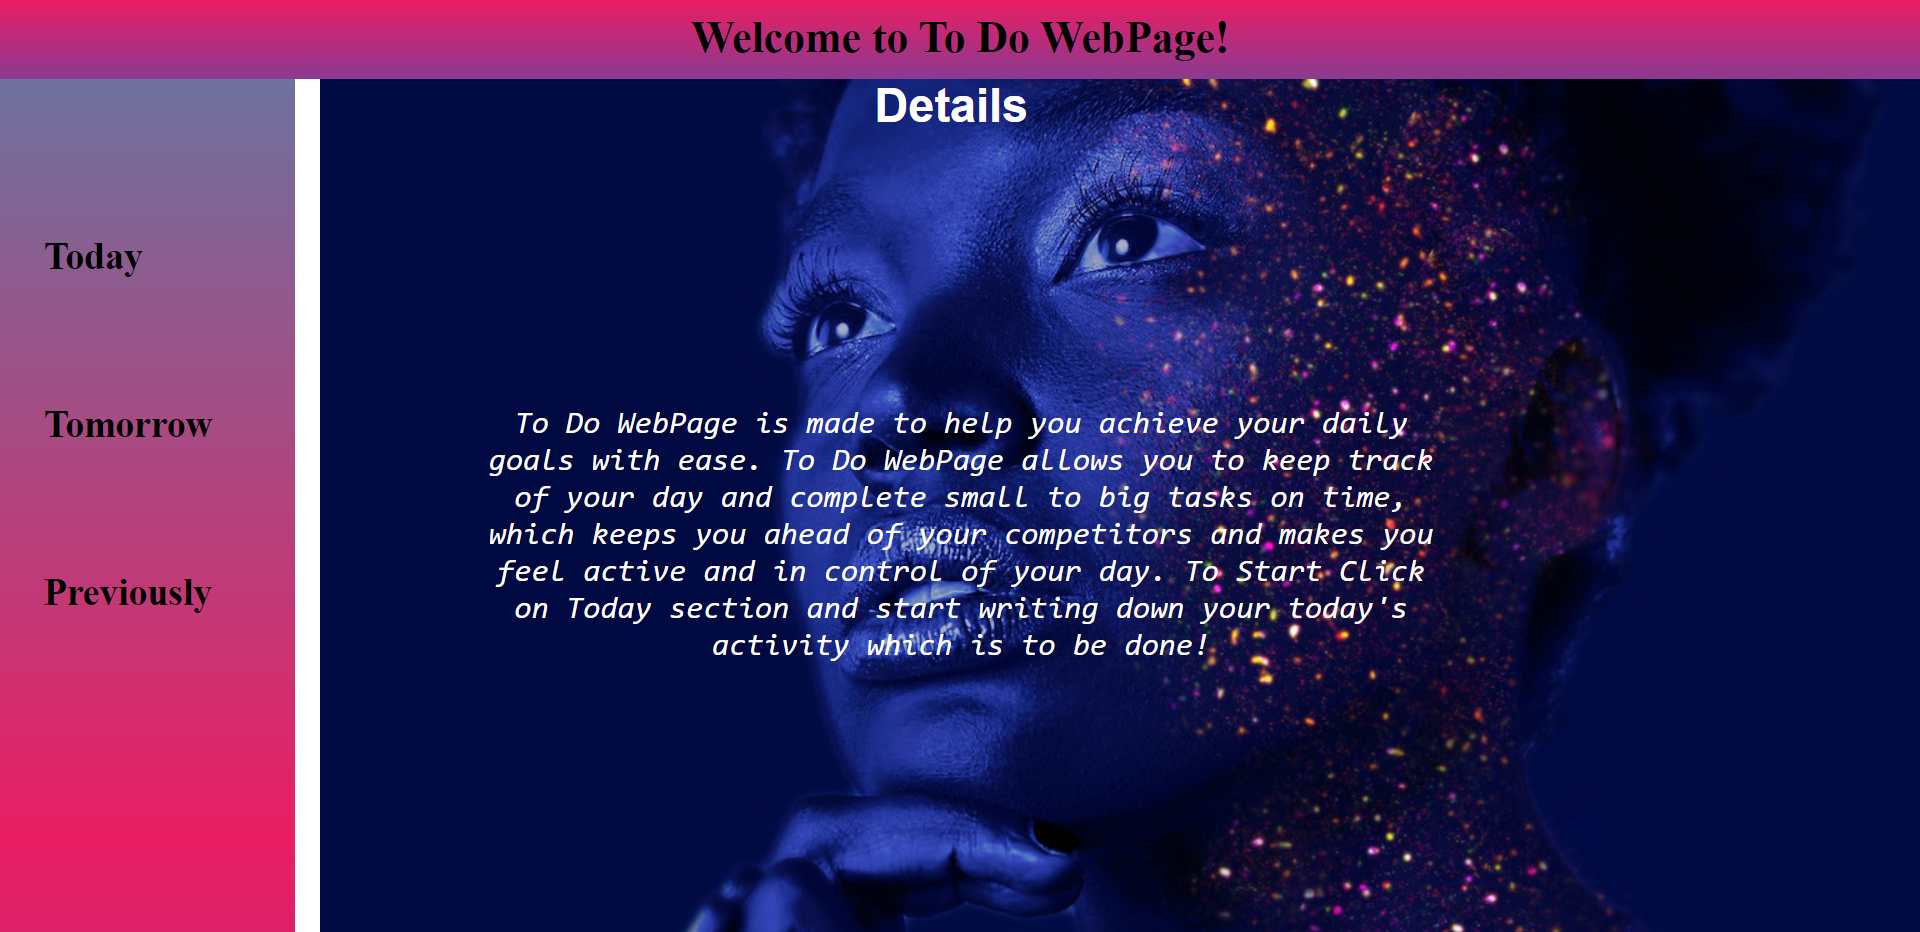 Welcome to To Do WebPage!
Details
Today
Tomorrow
Previously
To Do WebPage is made to help you achieve your daily
goals with ease. To Do WebPage allows you to keep track
of your day and complete small to big tasks on time,
which keeps you ahead of your competitors and makes you
feel active and in control of your day. To Start Click
on Today section and start writing down your today's
activity which is to be done!